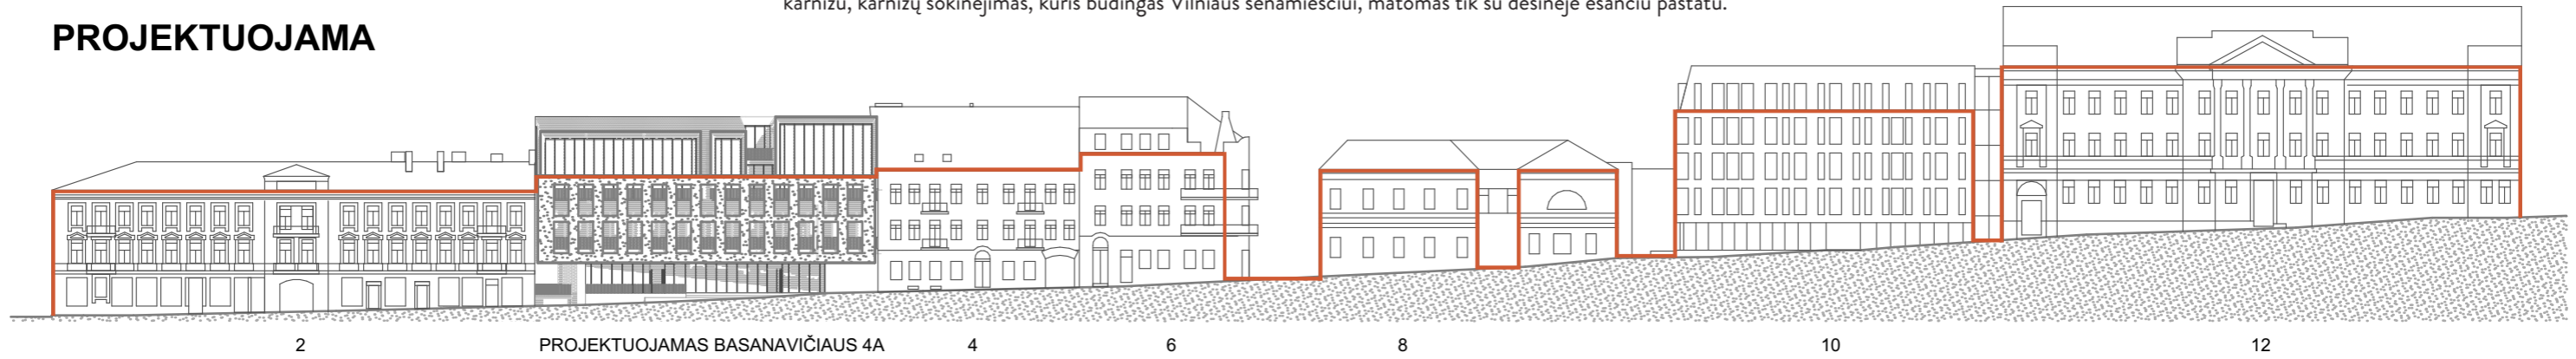 karnizu, karnizų šokinėjimas, kuris būdingas Vilniaus senamiesčiui, matomas tik su dešinėje esančiu pastatu.
PROJEKTUOJAMA
2 PROJEKTUOJAMAS BASANAVIČIAUS 4A 4 6 8 10 12